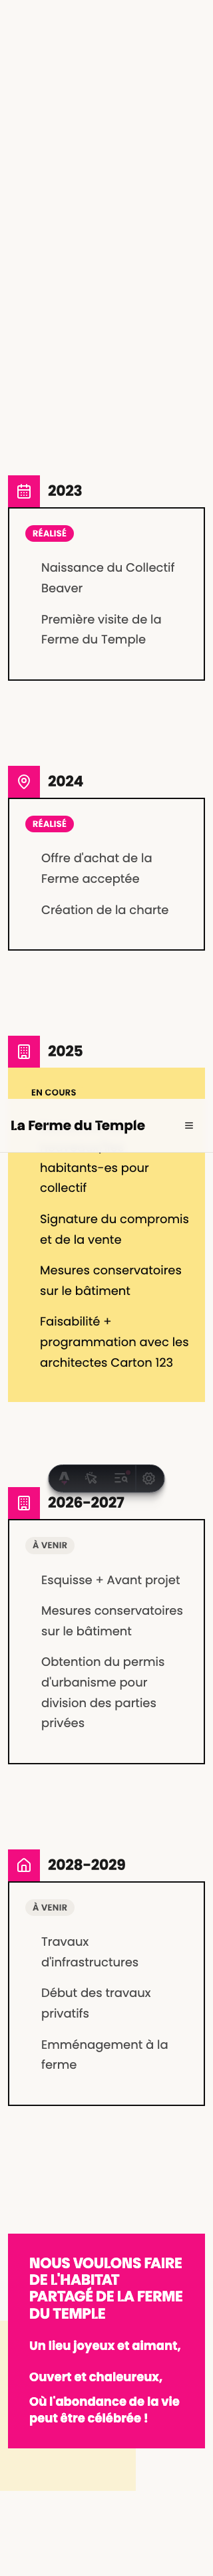 2023
RÉALISÉ
Naissance du Collectif
Beaver
Première visite de la
Ferme du Temple
2024
RÉALISÉ
Offre d'achat de la
Ferme acceptée
Création de la charte
2025
EN COURS
La Ferme du Temple
habitants-es pour
collectif
Signature du compromis
et de la vente
Mesures conservatoires
sur le bâtiment
Faisabilité +
programmation avec les
architectes Carton 123
2026-2027
À VENIR
Esquisse + Avant projet
Mesures conservatoires
sur le bâtiment
Obtention du permis
d'urbanisme pour
division des parties
privées
2028-2029
À VENIR
Travaux
d'infrastructures
Début des travaux
privatifs
Emménagement à la
ferme
NOUS VOULONS FAIRE
DE L'HABITAT
PARTAGÉ DE LA FERME
DU TEMPLE
Un lieu joyeux et aimant,
Ouvert et chaleureux,
Où l'abondance de la vie
peut être célébrée !